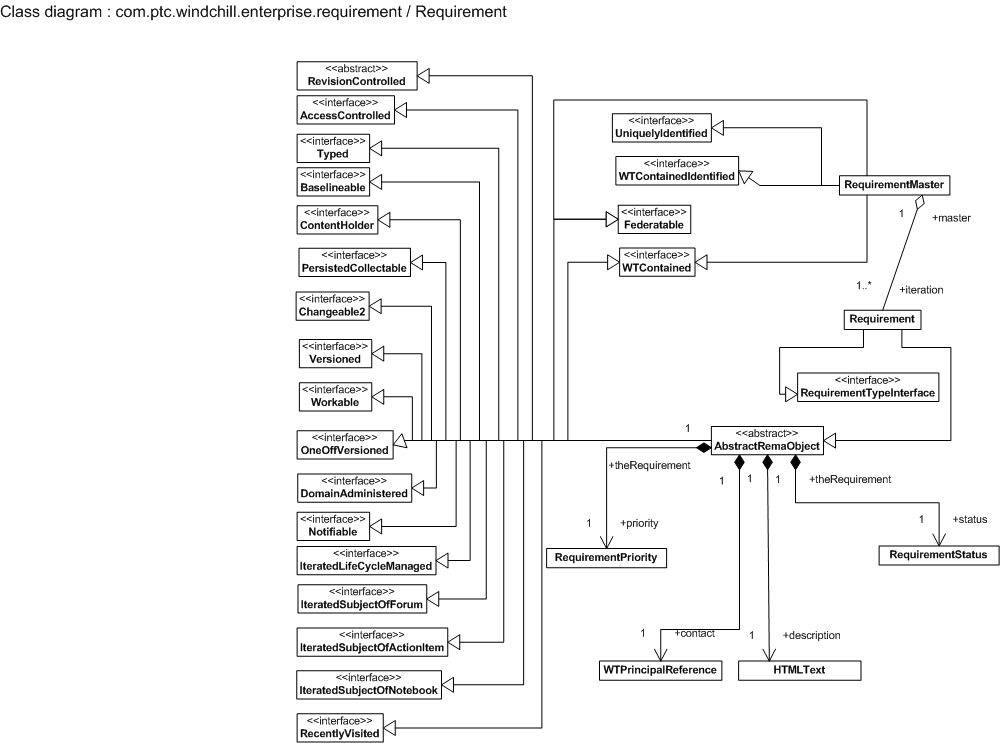 Class diagram : com.ptc.windchill.enterprise.requirement / Requirement
<<abstract>>
RevisionControlled
<<interface>>
AccessControlled
<<interface>>
Typed
<<interface>>
Baselineable
<<interface>>
ContentHolder
<<interface>>
PersistedCollectable
<<interface>>
Changeable2
<<interface>>
Versioned
<<interface>>
Workable
<<interface>>
OneOffVersioned
<<interface>>
DomainAdministered
<<interface>>
Notifiable
<<interface>>
IteratedLifeCycleManaged
<<interface>>
IteratedSubjectOfForum
<<interface>>
IteratedSubjectOfActionItem
<<interface>>
IteratedSubjectOfNotebook
<<interface>>
RecentlyVisited
<<interface>>
UniquelyIdentified
<<interface>>
WTContainedIdentified
<<interface>>
Federatable
<<interface>>
WTContained
RequirementMaster
1
+master
1..*
+iteration
Requirement
<<interface>>
RequirementTypeInterface
1
<<abstract>>
AbstractRemaObject
+theRequirement
1
1
1
+theRequirement
1
+priority
RequirementPriority
1
+status
RequirementStatus
1
+contact
WTPrincipalReference
1
+description
HTMLText